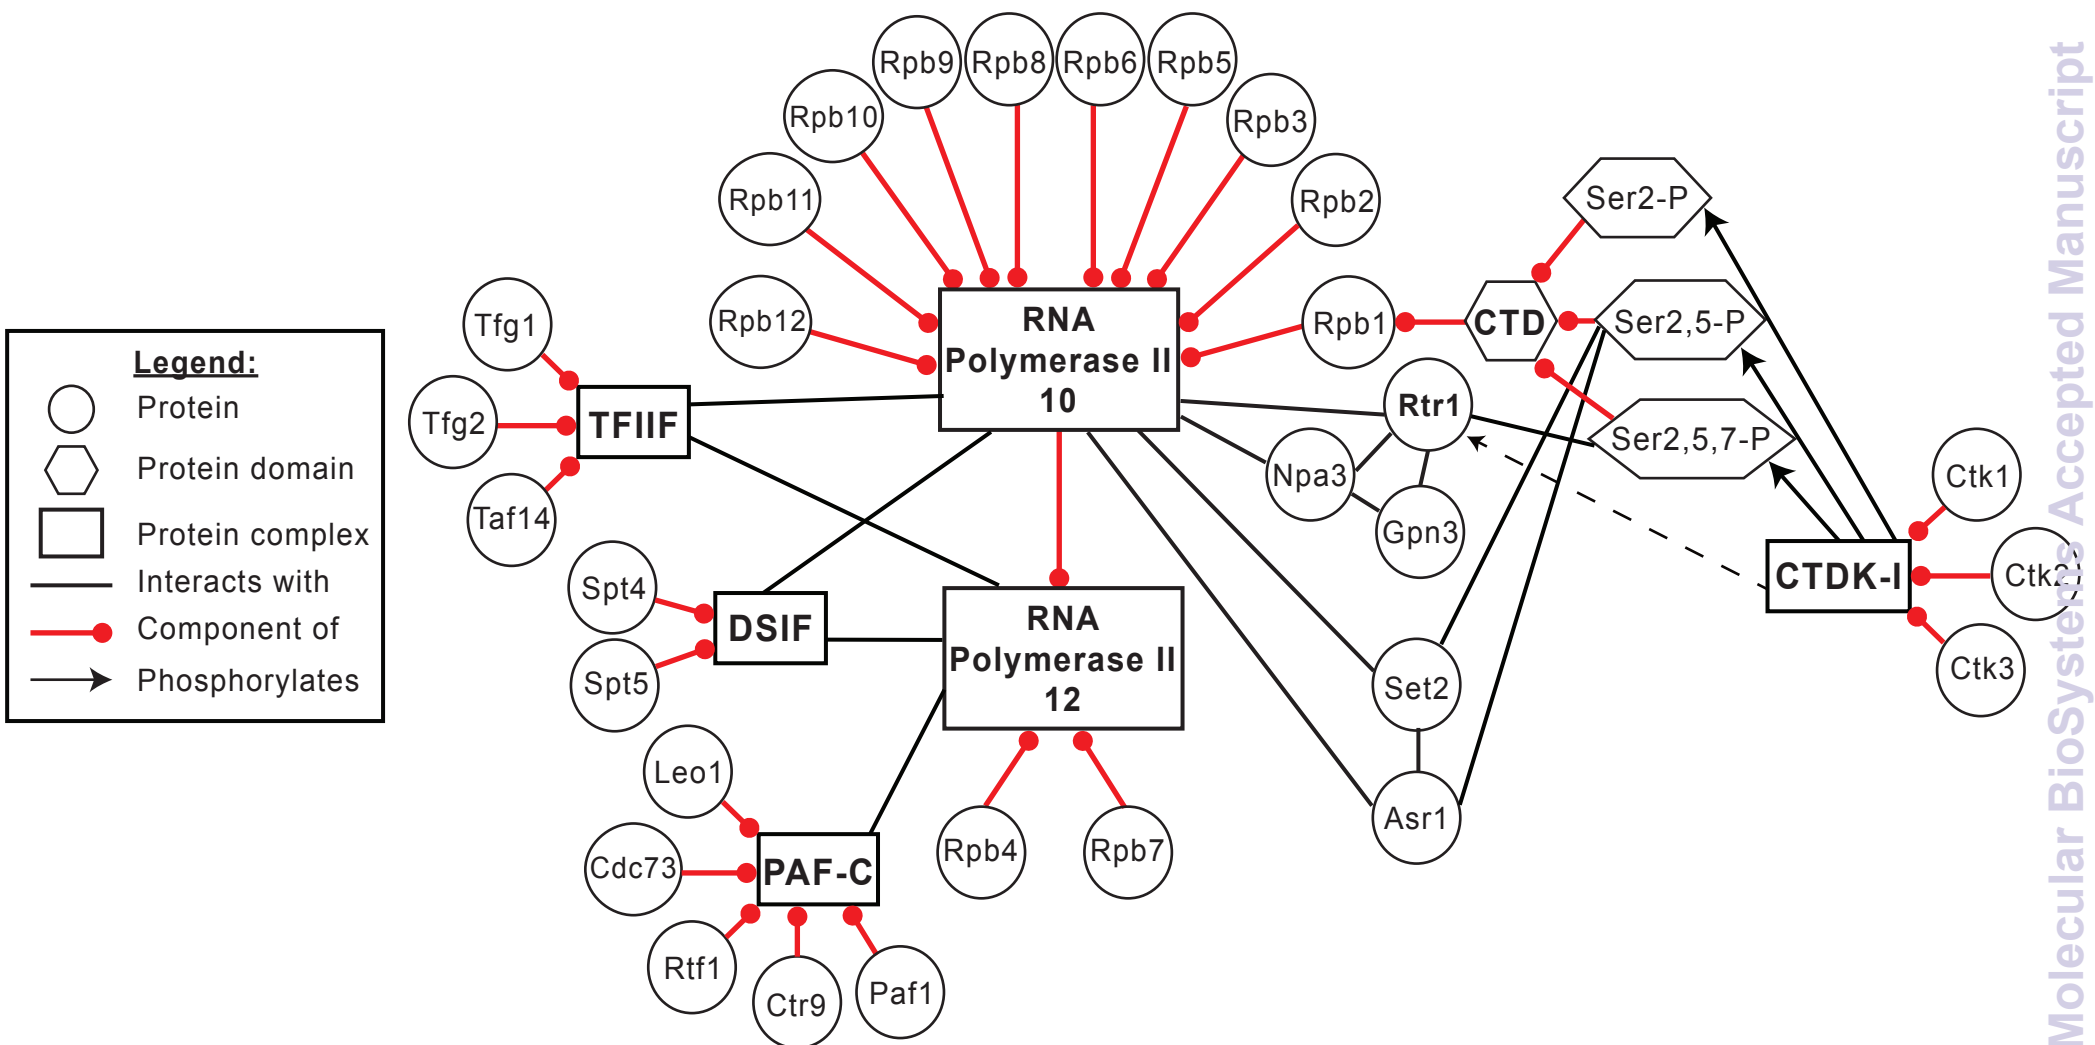 Rpb9
Rpb8
Rpb6
Rpb5
Rpb10
Rpb3
Rpb11
Rpb2
Ser2-P
Rpb12
RNA
Polymerase II
10
Rpb1
CTD
Ser2,5-P
Tfg1
Tfg2
TFIIF
Taf14
Rtr1
Npa3
Gpn3
Ser2,5,7-P
Legend:
Protein
Protein domain
Protein complex
Interacts with
Component of
Phosphorylates
Ctk1
CTDK-I
Ctk2
Ctk3
Spt4
DSIF
Spt5
RNA
Polymerase II
12
Set2
Leo1
Cdc73
PAF-C
Rpb4
Rpb7
Asr1
Rtf1
Ctr9
Paf1
Molecular BioSystems Accepted Manuscript